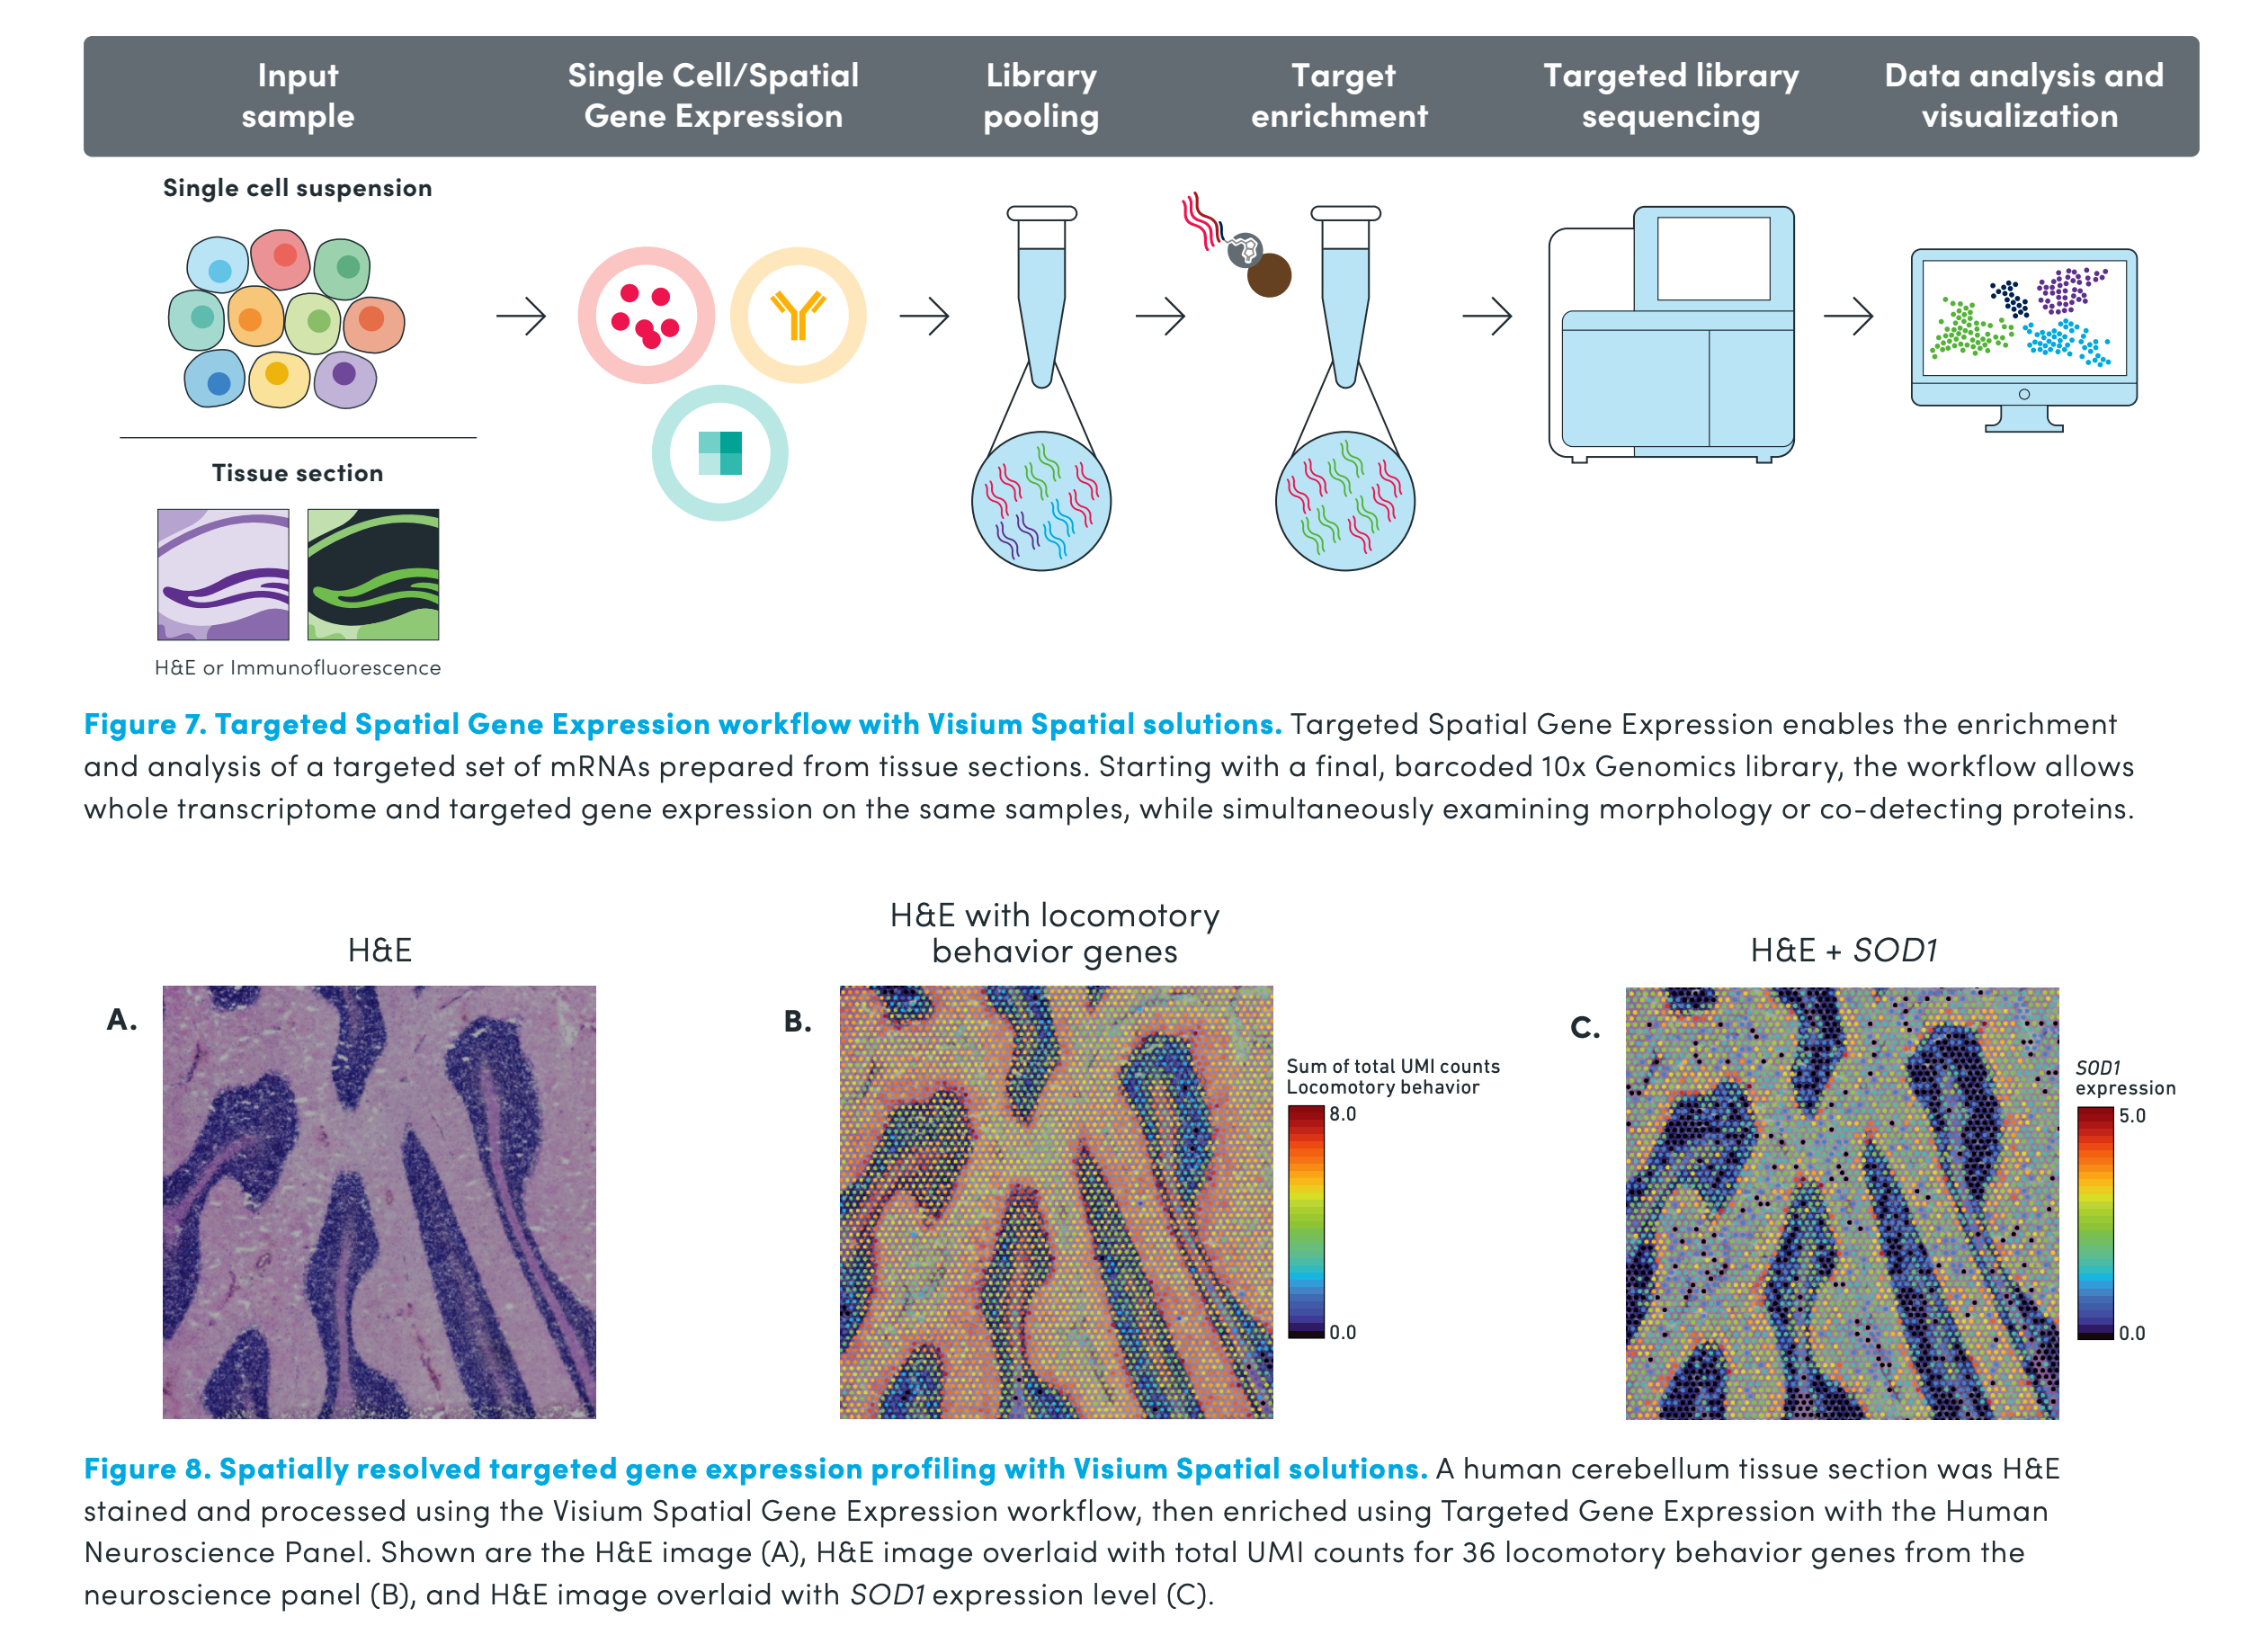 Input
sample
Single Cell/Spatial
Gene Expression
Library
pooling
Target
enrichment
Targeted library
sequencing
Data analysis and
visualization
Single cell suspension
Tissue section
H&E or Immunofluorescence
Figure 7. Targeted Spatial Gene Expression workflow with Visium Spatial solutions. Targeted Spatial Gene Expression enables the enrichment
and analysis of a targeted set of mRNAs prepared from tissue sections. Starting with a final, barcoded 10x Genomics library, the workflow allows
whole transcriptome and targeted gene expression on the same samples, while simultaneously examining morphology or co-detecting proteins.
H&E
A.
H&E with locomotory
behavior genes
B.
Sum of total UMI counts
Locomotory behavior
8.0
0.0
H&E + SOD1
C.
SOD1
expression
5.0
0.0
Figure 8. Spatially resolved targeted gene expression profiling with Visium Spatial solutions. A human cerebellum tissue section was H&E
stained and processed using the Visium Spatial Gene Expression workflow, then enriched using Targeted Gene Expression with the Human
Neuroscience Panel. Shown are the H&E image (A), H&E image overlaid with total UMI counts for 36 locomotory behavior genes from the
neuroscience panel (B), and H&E image overlaid with SOD1 expression level (C).